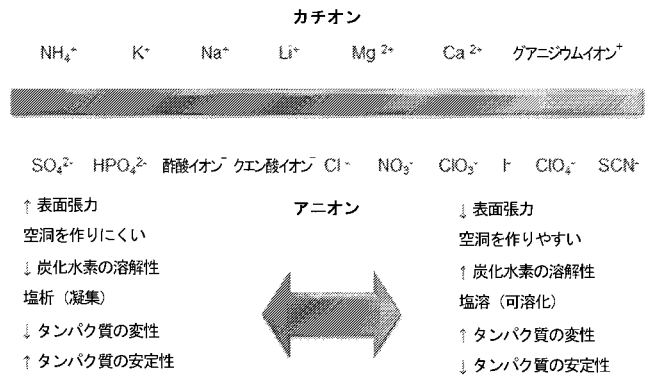 カチオン
NH₄⁺ K⁺ Na⁺ Li⁺ Mg ²⁺ Ca ²⁺ グアニジウムイオン⁺
SO₄²⁻ HPO₄²⁻ 酢酸イオン⁻ クエン酸イオン⁻ Cl⁻ NO₃⁻ ClO₃⁻ I⁻ ClO₄⁻ SCN⁻
アニオン
↑ 表面張力
空洞を作りにくい
↓ 炭化水素の溶解性
塩析（凝集）
↓ タンパク質の変性
↑ タンパク質の安定性
↓ 表面張力
空洞を作りやすい
↑ 炭化水素の溶解性
塩溶（可溶化）
↑ タンパク質の変性
↓ タンパク質の安定性